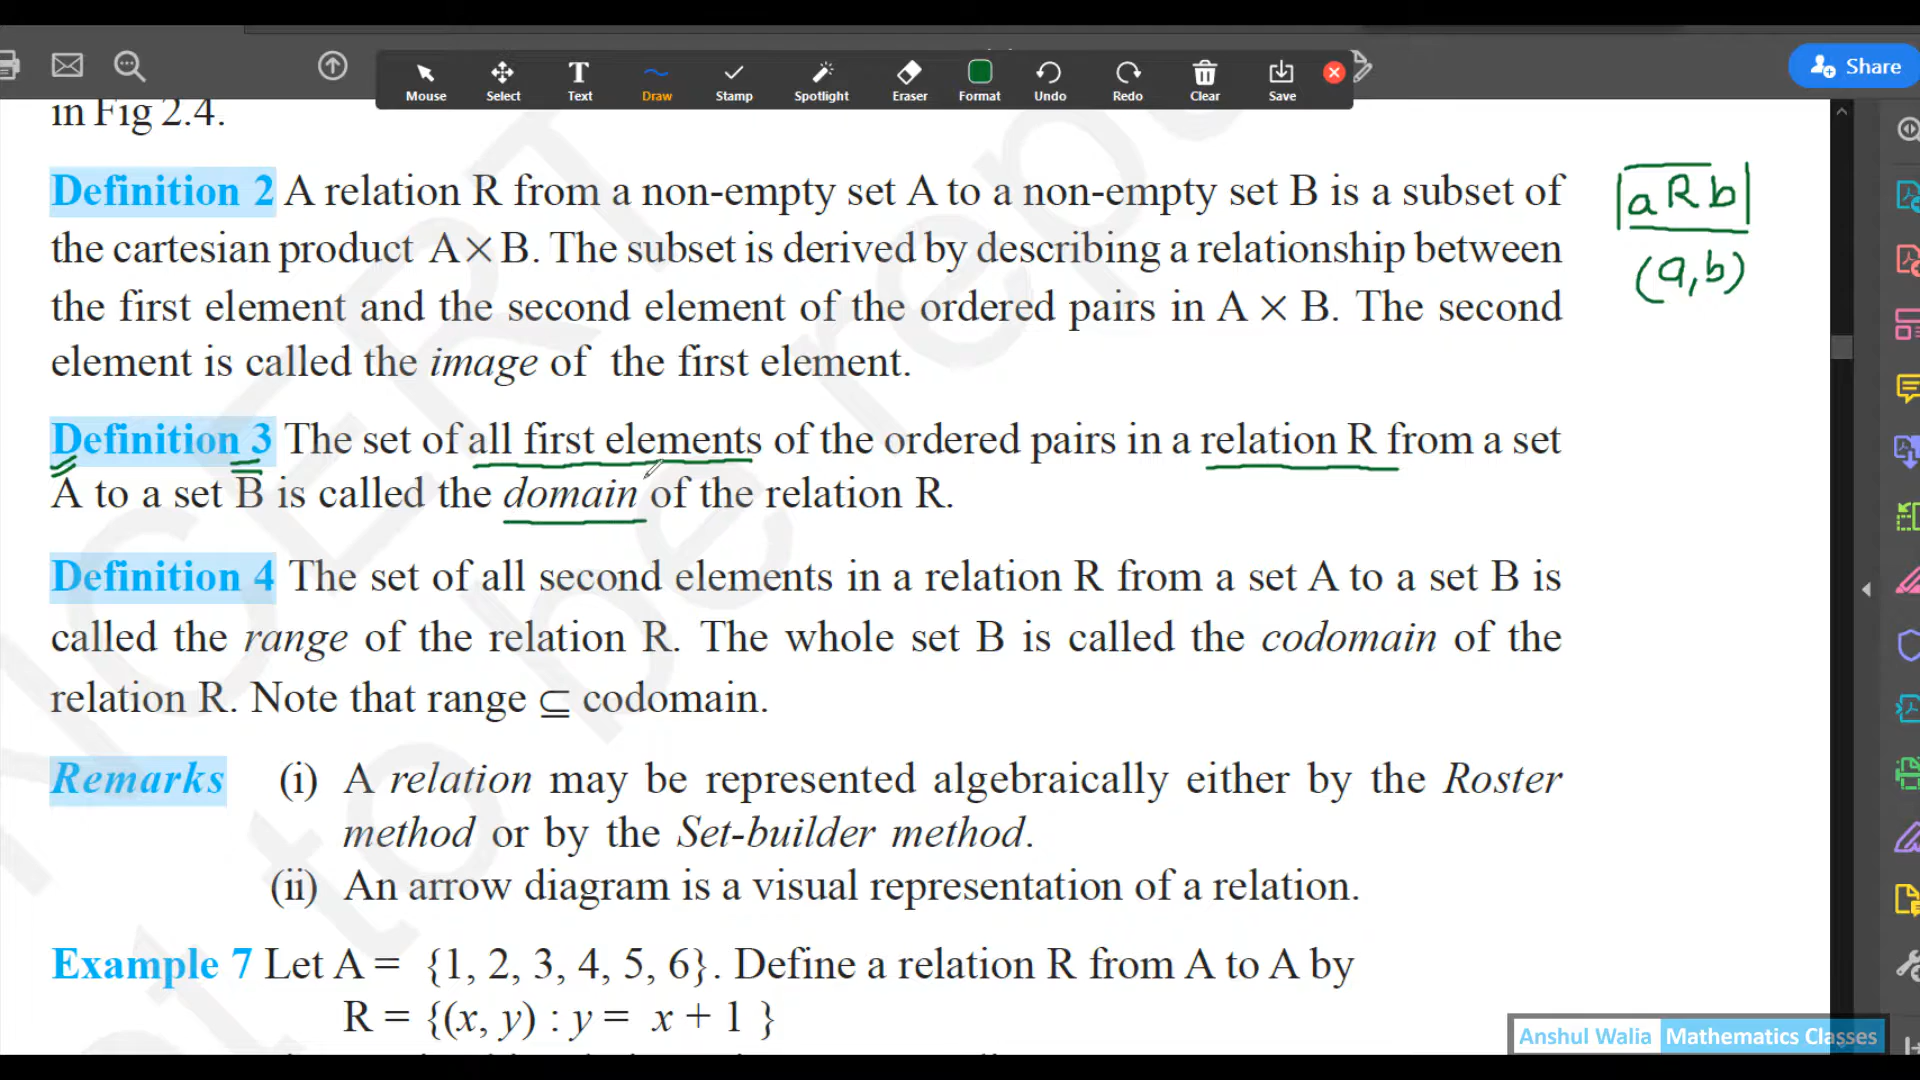 Share
Mouse Select Text Draw Stamp Spotlight Eraser Format Undo Redo Clear Save
in Fig 2.4.
Definition 2 A relation R from a non-empty set A to a non-empty set B is a subset of
the cartesian product A × B. The subset is derived by describing a relationship between
the first element and the second element of the ordered pairs in A × B. The second
element is called the image of the first element.
aRb
(a,b)
Definition 3 The set of all first elements of the ordered pairs in a relation R from a set
A to a set B is called the domain of the relation R.
Definition 4 The set of all second elements in a relation R from a set A to a set B is
called the range of the relation R. The whole set B is called the codomain of the
relation R. Note that range ⊆ codomain.
Remarks (i) A relation may be represented algebraically either by the Roster
method or by the Set-builder method.
(ii) An arrow diagram is a visual representation of a relation.
Example 7 Let A = {1, 2, 3, 4, 5, 6}. Define a relation R from A to A by
R = {(x, y) : y = x + 1 }
Anshul Walia Mathematics Classes